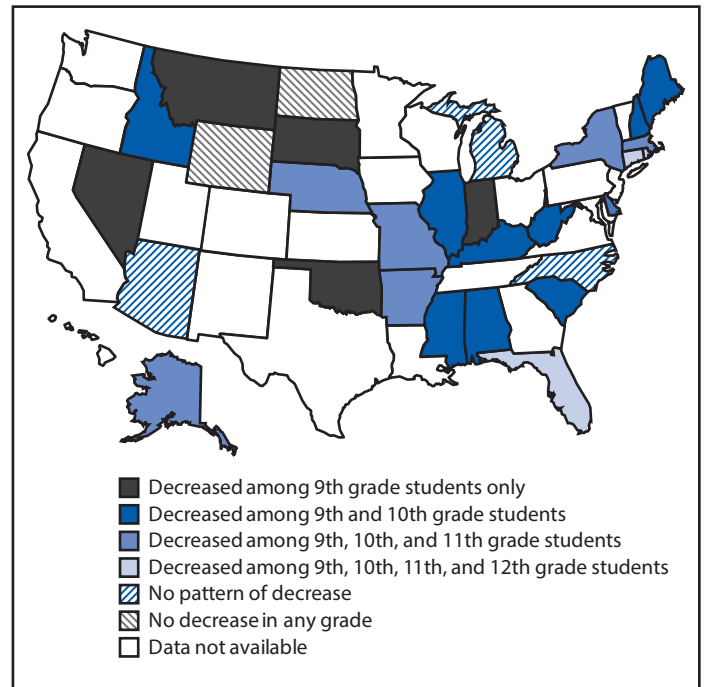 Decreased among 9th grade students only
Decreased among 9th and 10th grade students
Decreased among 9th, 10th, and 11th grade students
Decreased among 9th, 10th, 11th, and 12th grade students
No pattern of decrease
No decrease in any grade
Data not available